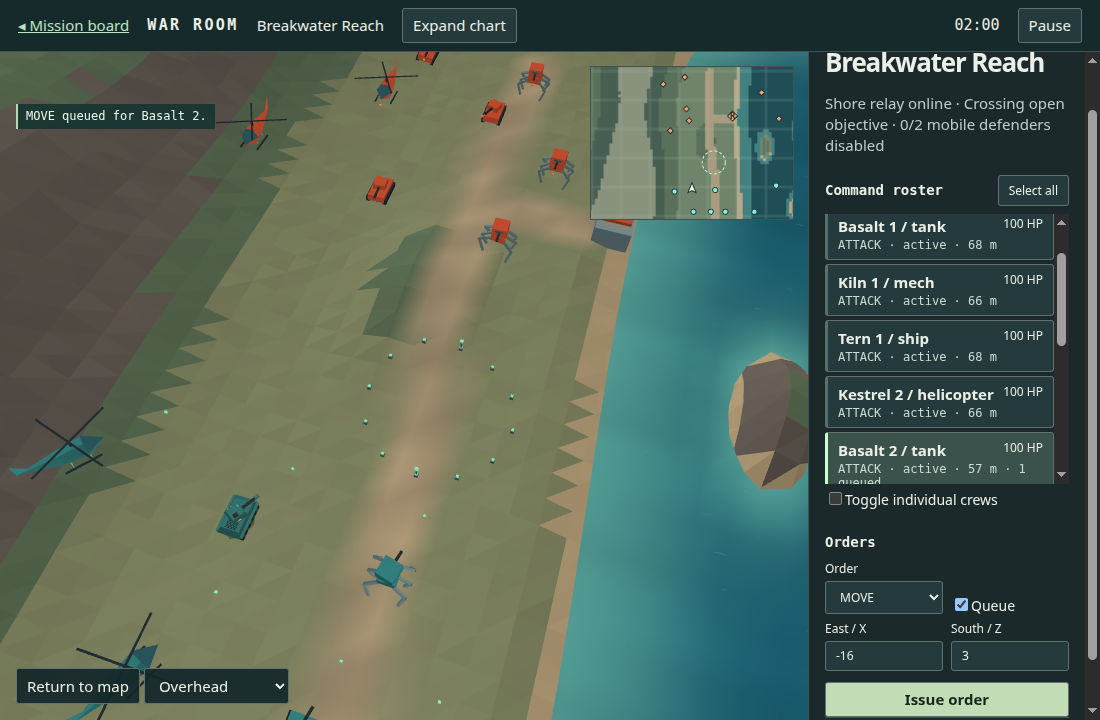 ◂ Mission board
WAR ROOM
Breakwater Reach
Expand chart
02:00
Pause
MOVE queued for Basalt 2.
Return to map
Overhead
Breakwater Reach
Shore relay online · Crossing open
objective · 0/2 mobile defenders
disabled
Command roster
Select all
Basalt 1 / tank
100 HP
ATTACK · active · 68 m
Kiln 1 / mech
100 HP
ATTACK · active · 66 m
Tern 1 / ship
100 HP
ATTACK · active · 68 m
Kestrel 2 / helicopter
100 HP
ATTACK · active · 66 m
Basalt 2 / tank
100 HP
ATTACK · active · 57 m · 1
queued
Toggle individual crews
Orders
Order
MOVE
Queue
East / X
South / Z
-16
3
Issue order